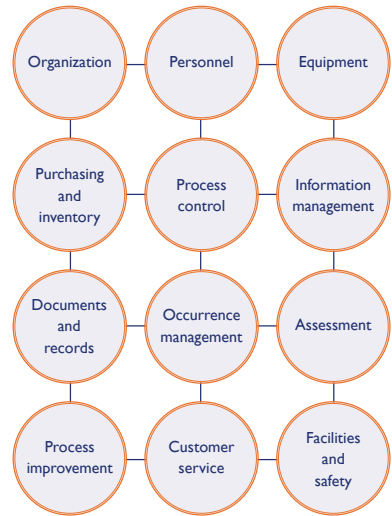 Organization
Personnel
Equipment
Purchasing
and
inventory
Process
control
Information
management
Documents
and
records
Occurrence
management
Assessment
Process
improvement
Customer
service
Facilities
and
safety